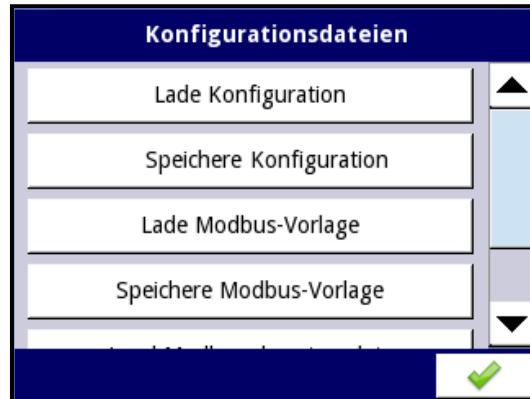 Konfigurationsdateien
Lade Konfiguration
Speichere Konfiguration
Lade Modbus-Vorlage
Speichere Modbus-Vorlage